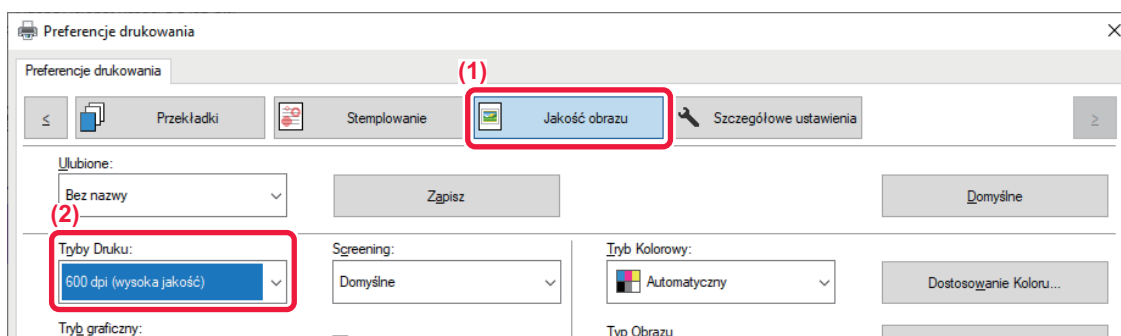 Preferencje drukowania
Preferencje drukowania
(1)
≤ Przekładki Stemplowanie Jakość obrazu Szczegółowe ustawienia ≥
Ulubione:
Bez nazwy Zapisz Domyślne
(2)
Tryby Druku: Screening: Tryb Kolorowy:
600 dpi (wysoka jakość) Domyślne Automatyczny Dostosowanie Koloru...
Tryb graficzny: Typ Obrazu